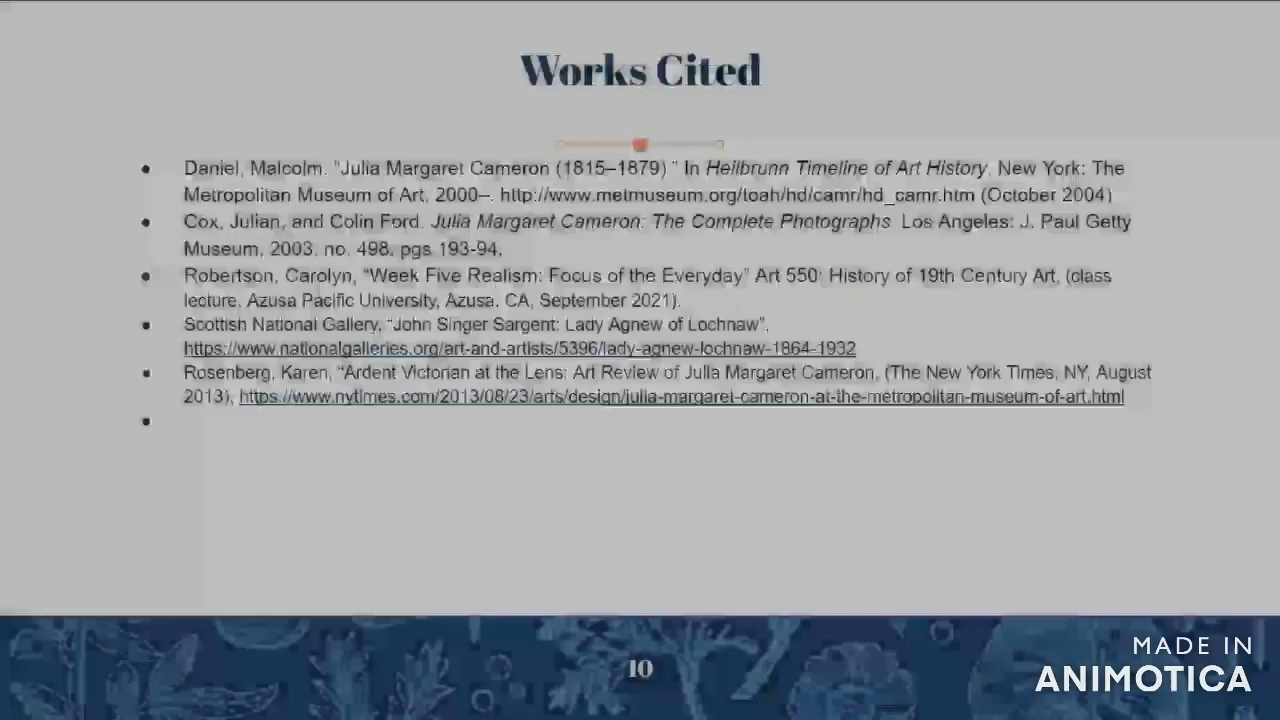 Works Cited
• Daniel, Malcolm. "Julia Margaret Cameron (1815–1879) " In Heilbrunn Timeline of Art History. New York: The
Metropolitan Museum of Art, 2000–. http://www.metmuseum.org/toah/hd/camr/hd_camr.htm (October 2004)
• Cox, Julian, and Colin Ford. Julia Margaret Cameron: The Complete Photographs Los Angeles: J. Paul Getty
Museum, 2003. no. 498, pgs 193-94.
• Robertson, Carolyn, “Week Five Realism: Focus of the Everyday” Art 550: History of 19th Century Art, (class
lecture, Azusa Pacific University, Azusa, CA, September 2021).
• Scottish National Gallery, “John Singer Sargent: Lady Agnew of Lochnaw”,
https://www.nationalgalleries.org/art-and-artists/5396/lady-agnew-lochnaw-1864-1932
• Rosenberg, Karen, “Ardent Victorian at the Lens: Art Review of Julia Margaret Cameron, (The New York Times, NY, August
2013), https://www.nytimes.com/2013/08/23/arts/design/julia-margaret-cameron-at-the-metropolitan-museum-of-art.html
•
10
MADE IN
ANIMOTICA